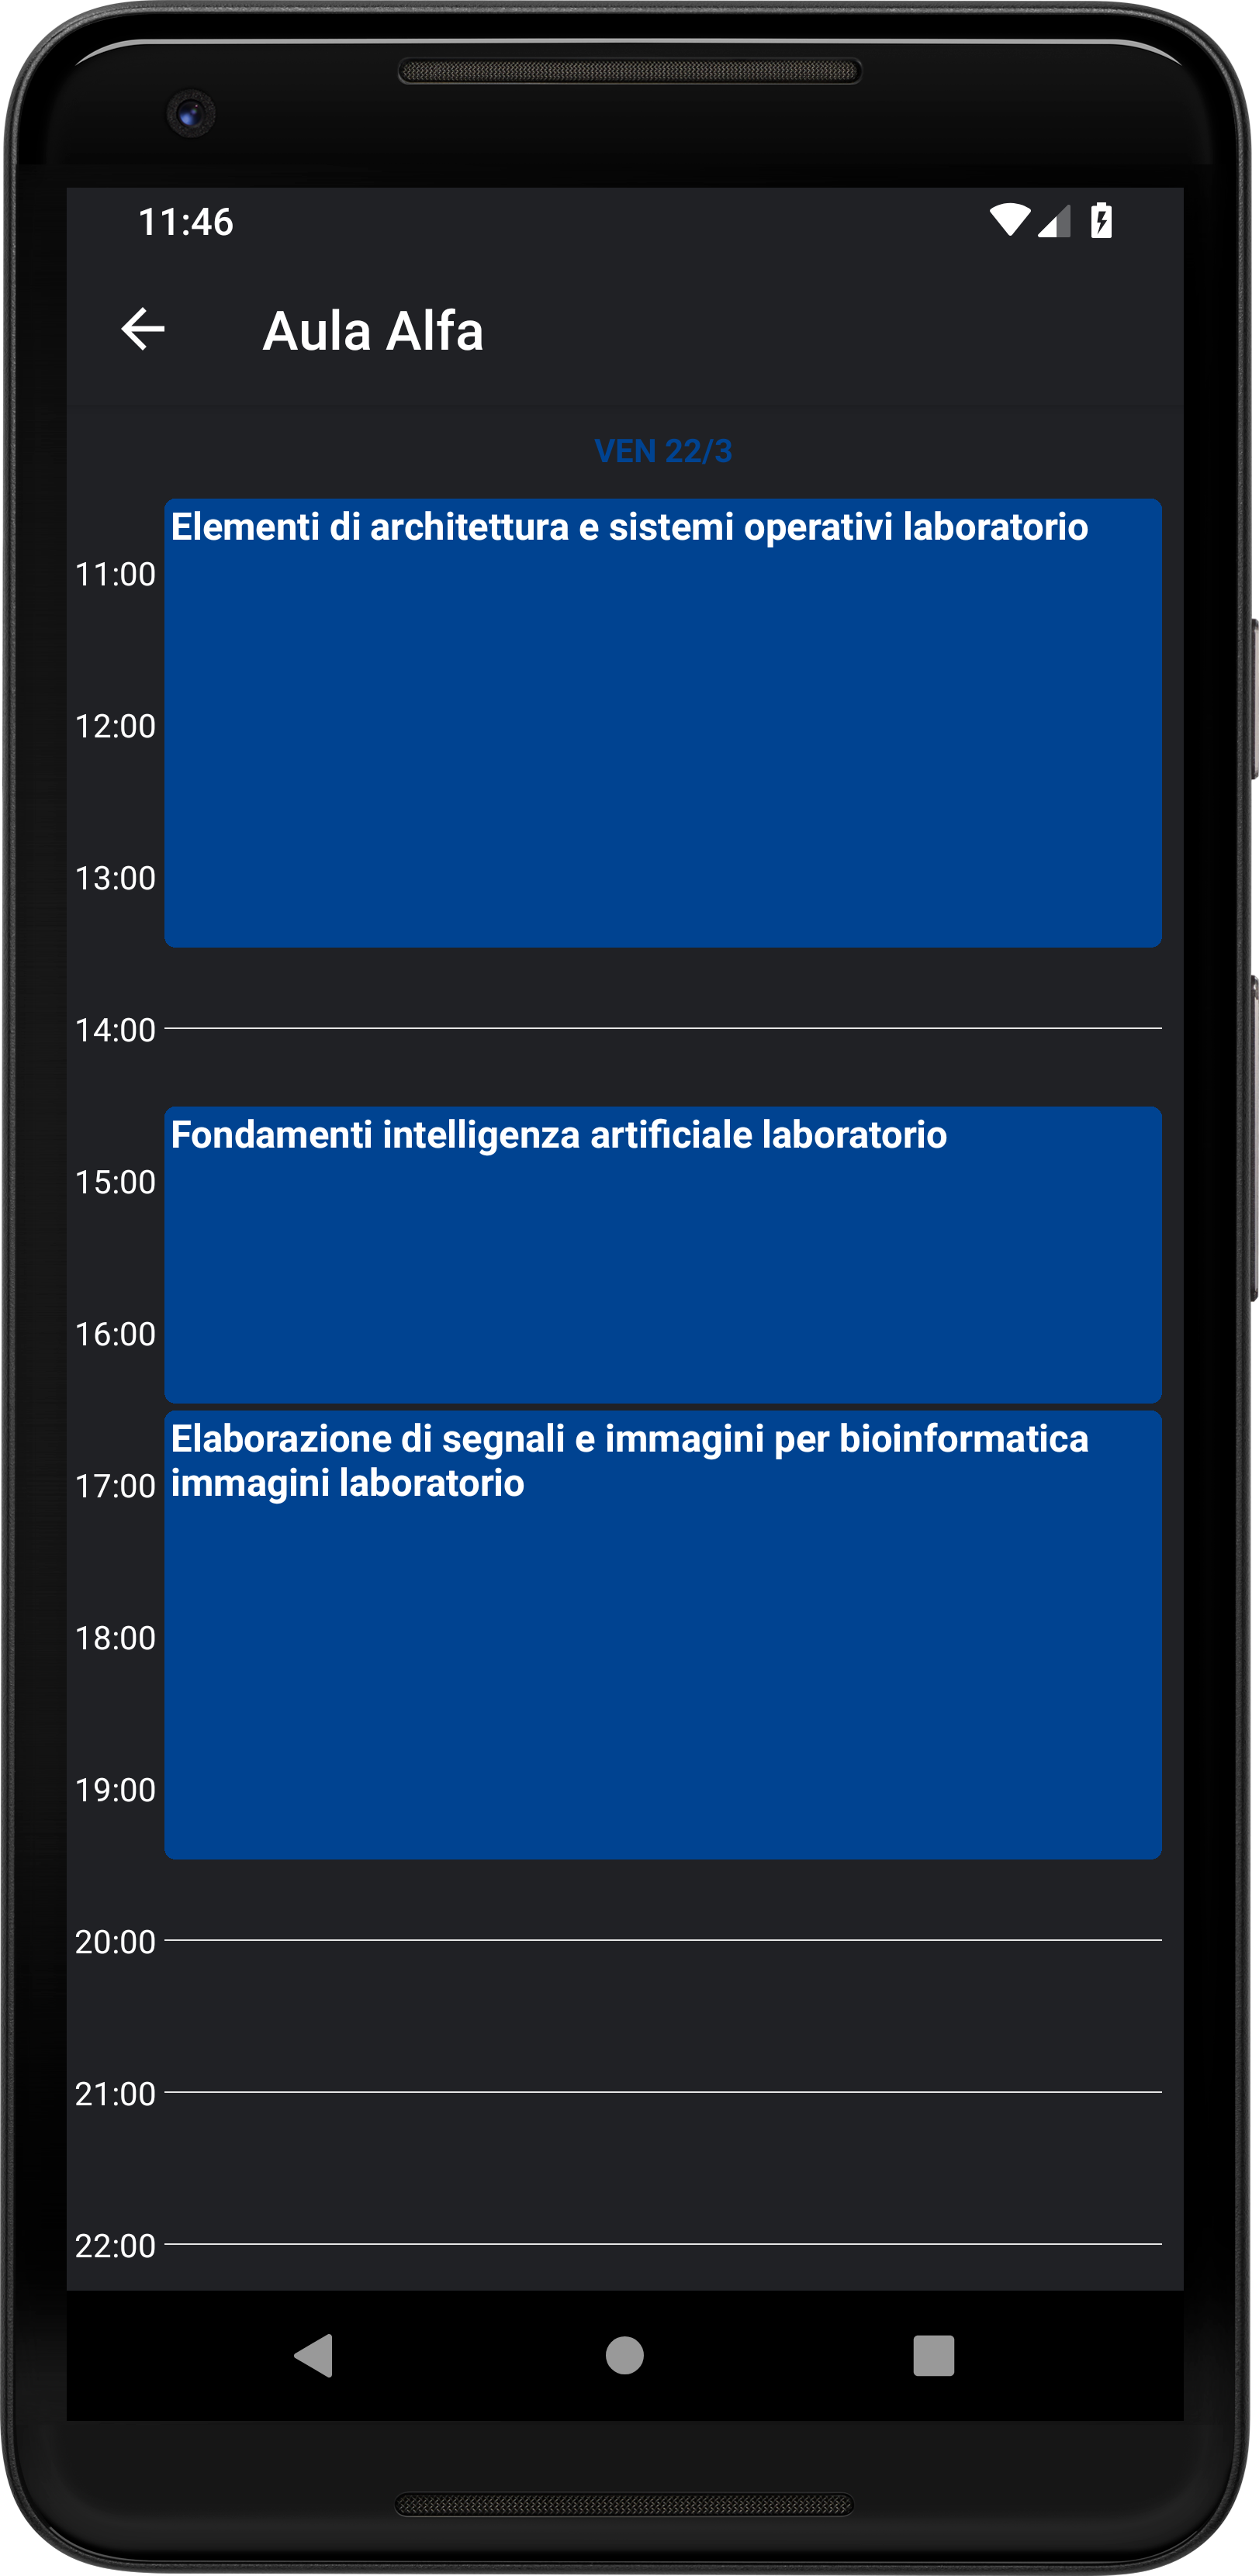 11:46
Aula Alfa
VEN 22/3
Elementi di architettura e sistemi operativi laboratorio
11:00
12:00
13:00
14:00
Fondamenti intelligenza artificiale laboratorio
15:00
16:00
Elaborazione di segnali e immagini per bioinformatica
immagini laboratorio
17:00
18:00
19:00
20:00
21:00
22:00